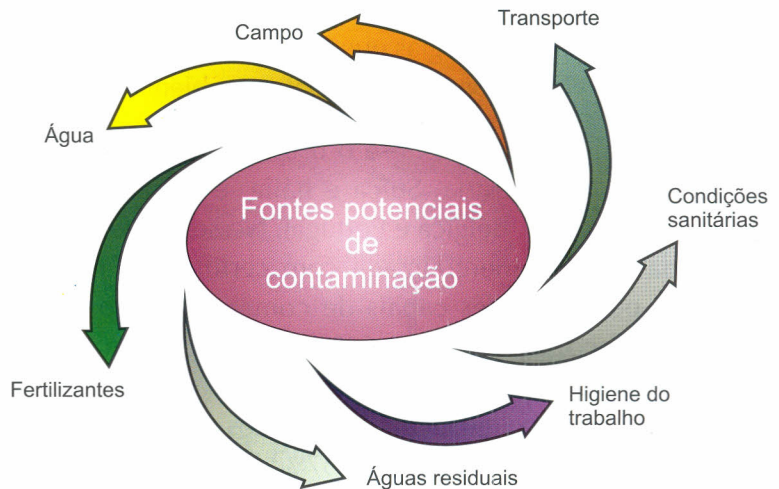 Transporte
Campo
Água
Fontes potenciais
de
contaminação
Condições
sanitárias
Fertilizantes
Higiene do
trabalho
Águas residuais